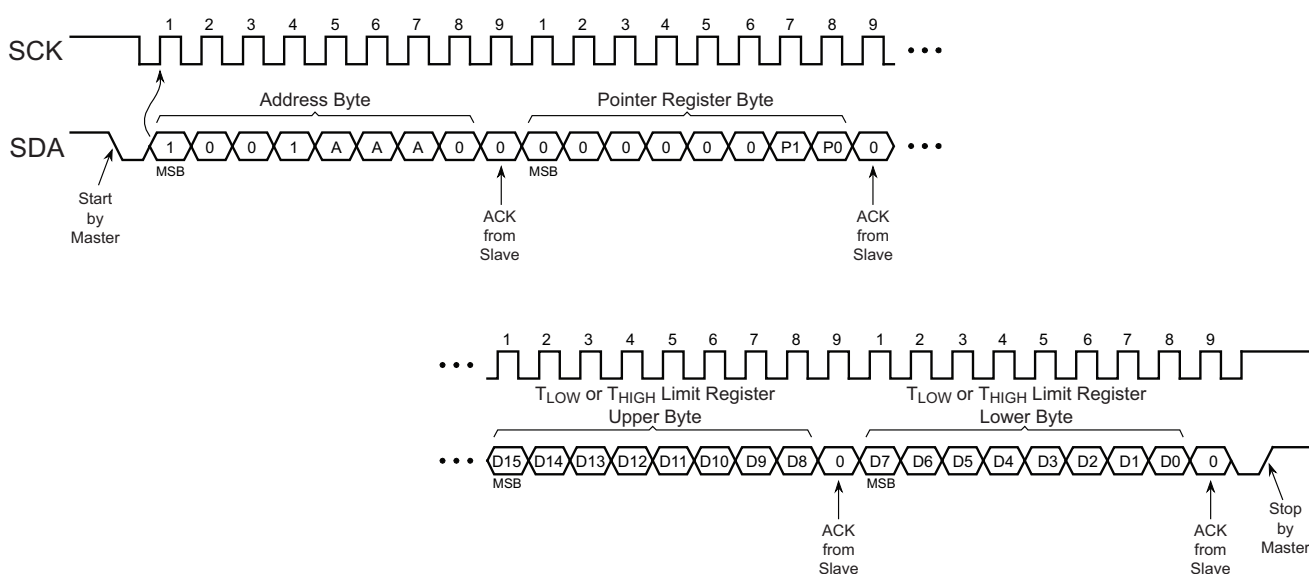 1 2 3 4 5 6 7 8 9 1 2 3 4 5 6 7 8 9
SCK
Address Byte Pointer Register Byte
SDA 1 0 0 1 A A A 0 0 0 0 0 0 0 0 P1 P0 0
MSB MSB
Start
by
Master
ACK
from
Slave
ACK
from
Slave
1 2 3 4 5 6 7 8 9 1 2 3 4 5 6 7 8 9
TLOW or THIGH Limit Register
Upper Byte
TLOW or THIGH Limit Register
Lower Byte
D15 D14 D13 D12 D11 D10 D9 D8 0 D7 D6 D5 D4 D3 D2 D1 D0 0
MSB MSB
ACK
from
Slave
ACK
from
Slave
Stop
by
Master